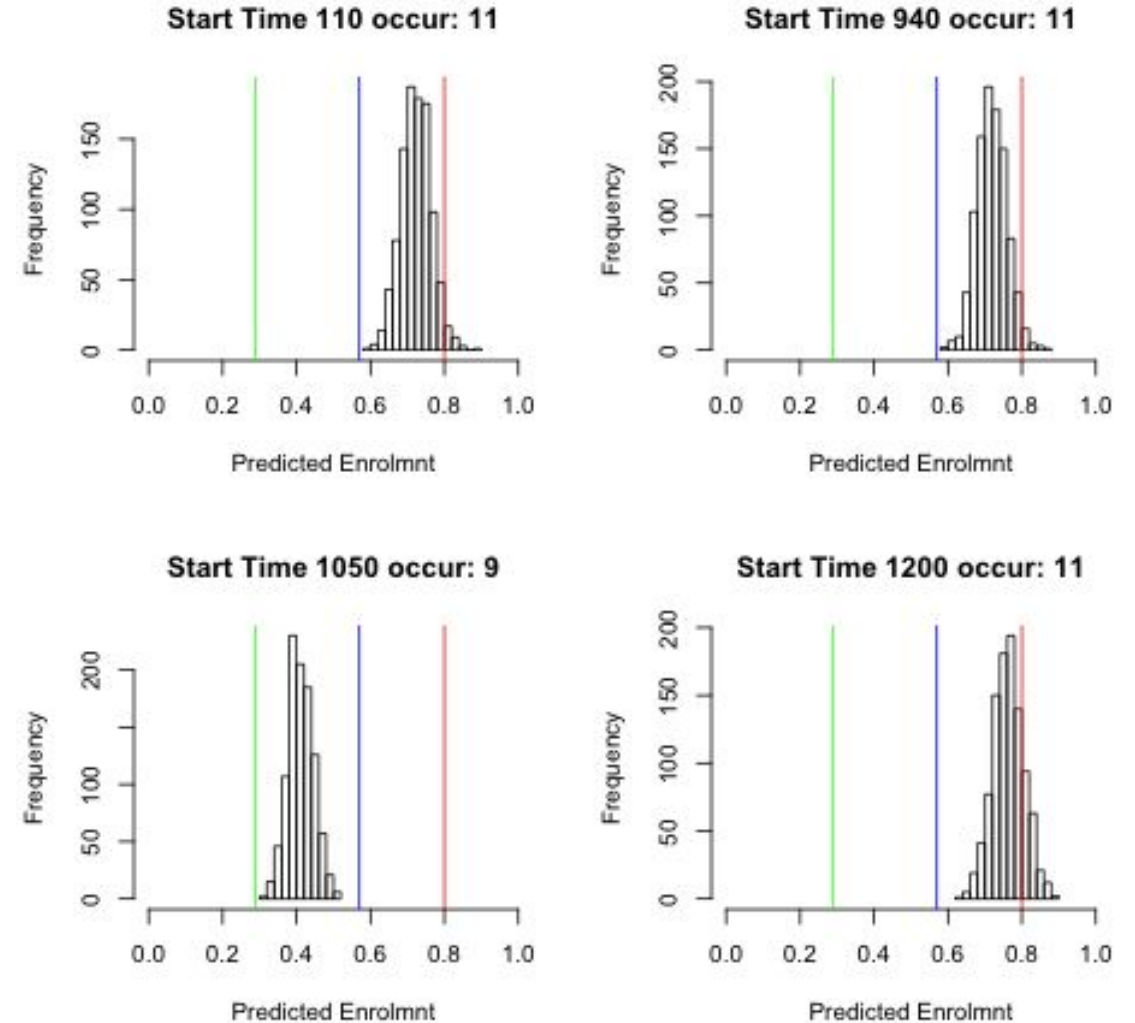 Start Time 110 occur: 11
Frequency
150
100
50
0
0.0 0.2 0.4 0.6 0.8 1.0
Predicted Enrolmnt
Start Time 940 occur: 11
Frequency
200
150
100
50
0
0.0 0.2 0.4 0.6 0.8 1.0
Predicted Enrolmnt
Start Time 1050 occur: 9
Frequency
200
100
50
0
0.0 0.2 0.4 0.6 0.8 1.0
Predicted Enrolmnt
Start Time 1200 occur: 11
Frequency
200
150
100
50
0
0.0 0.2 0.4 0.6 0.8 1.0
Predicted Enrolmnt